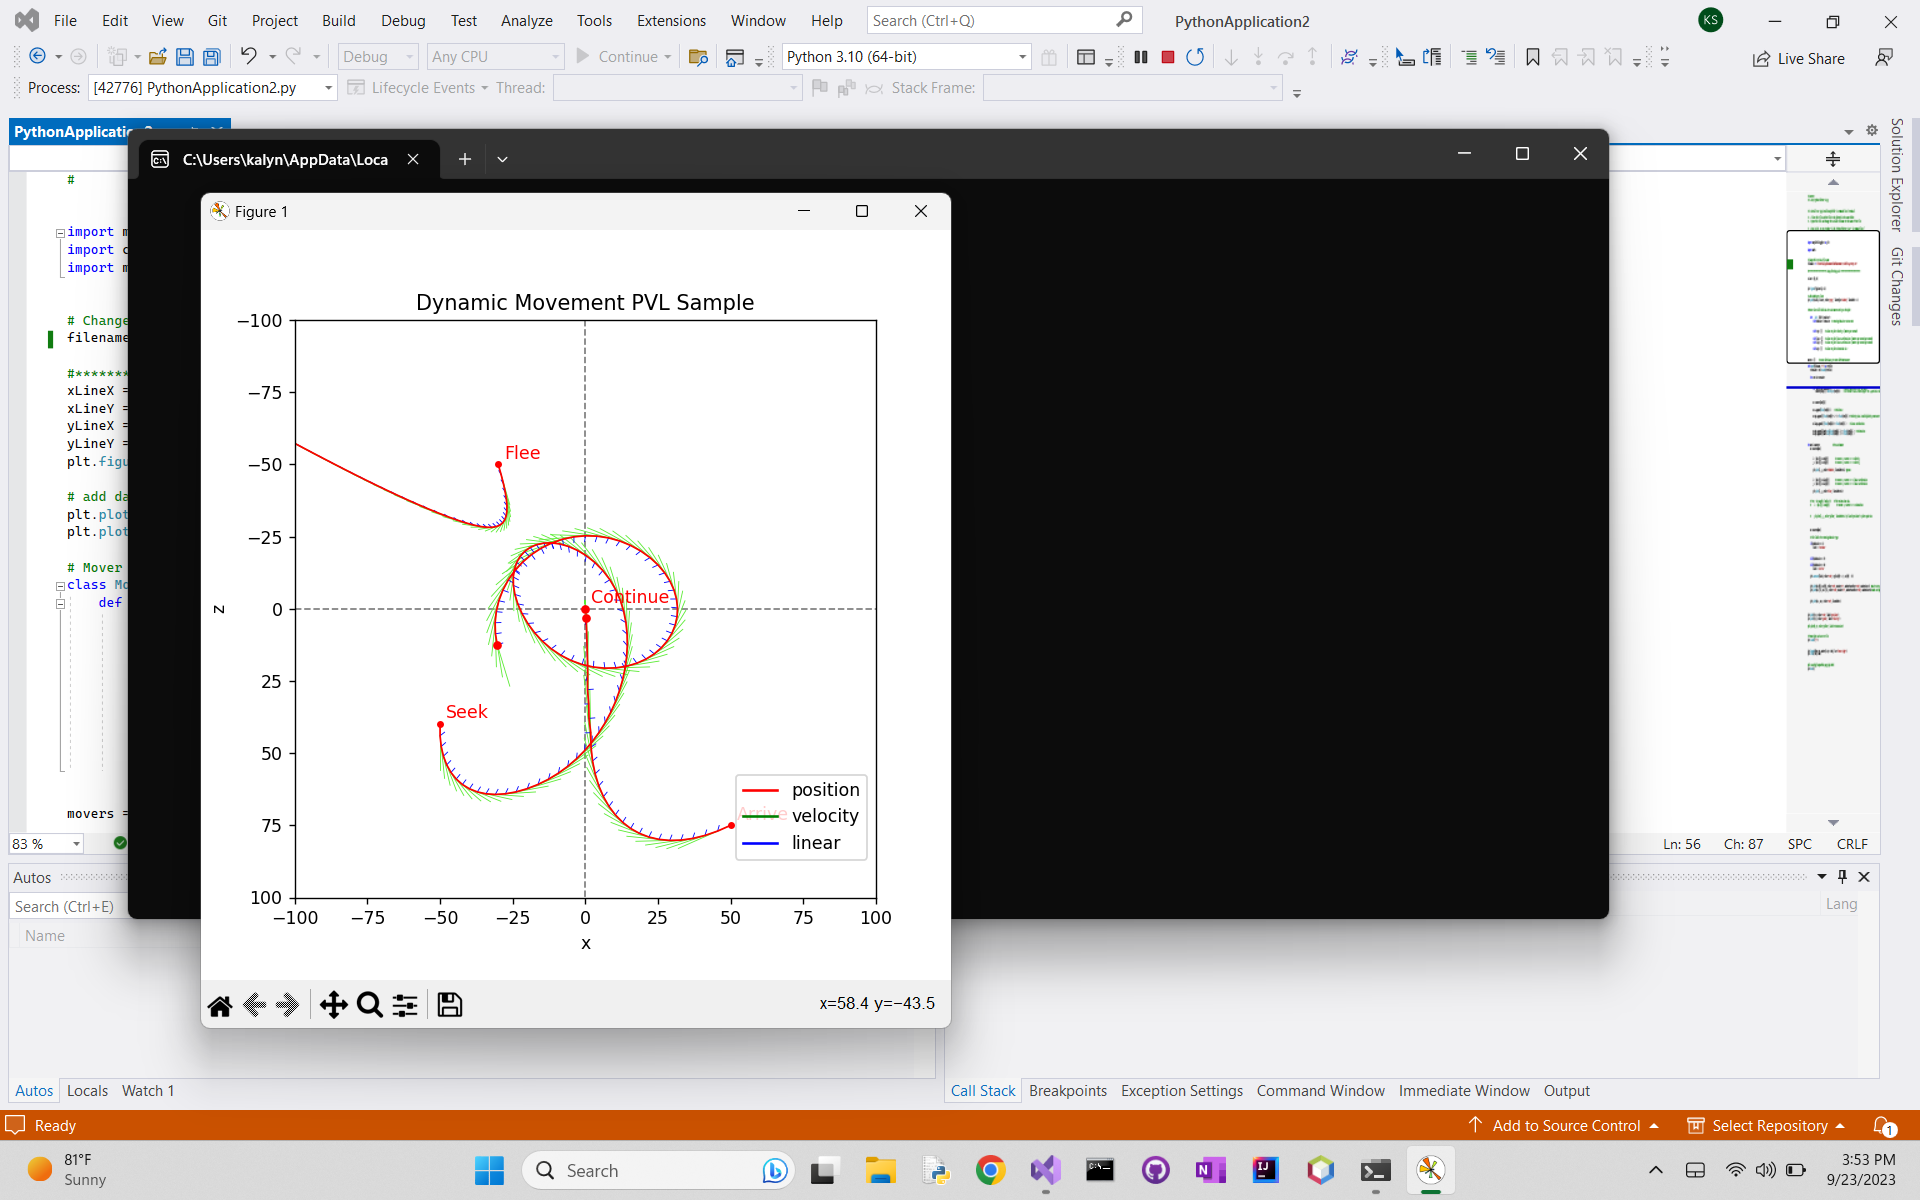 File Edit View Git Project Build Debug Test Analyze Tools Extensions Window Help Search (Ctrl+Q) PythonApplication2 KS
Debug Any CPU Continue Python 3.10 (64-bit) Live Share
Process: [42776] PythonApplication2.py Lifecycle Events Thread: Stack Frame:
PythonApplicatio
C:\Users\kalyn\AppData\Loca
Figure 1
#
import m
import c
import m
# Change
filename
#*******
xLineX =
xLineY =
yLineX =
yLineY =
plt.figu
# add da
plt.plot
plt.plot
# Mover
class Mo
def
movers =
83 %
Dynamic Movement PVL Sample
−100
−75
−50
−25
0
25
50
75
100
z
Flee
Continue
Seek
Arrive
position
velocity
linear
−100 −75 −50 −25 0 25 50 75 100
x
x=58.4 y=−43.5
Solution Explorer
Git Changes
Ln: 56 Ch: 87 SPC CRLF
Autos
Search (Ctrl+E)
Name
Lang
Autos Locals Watch 1
Call Stack Breakpoints Exception Settings Command Window Immediate Window Output
Ready
Add to Source Control Select Repository 1
81°F
Sunny
Search
3:53 PM
9/23/2023